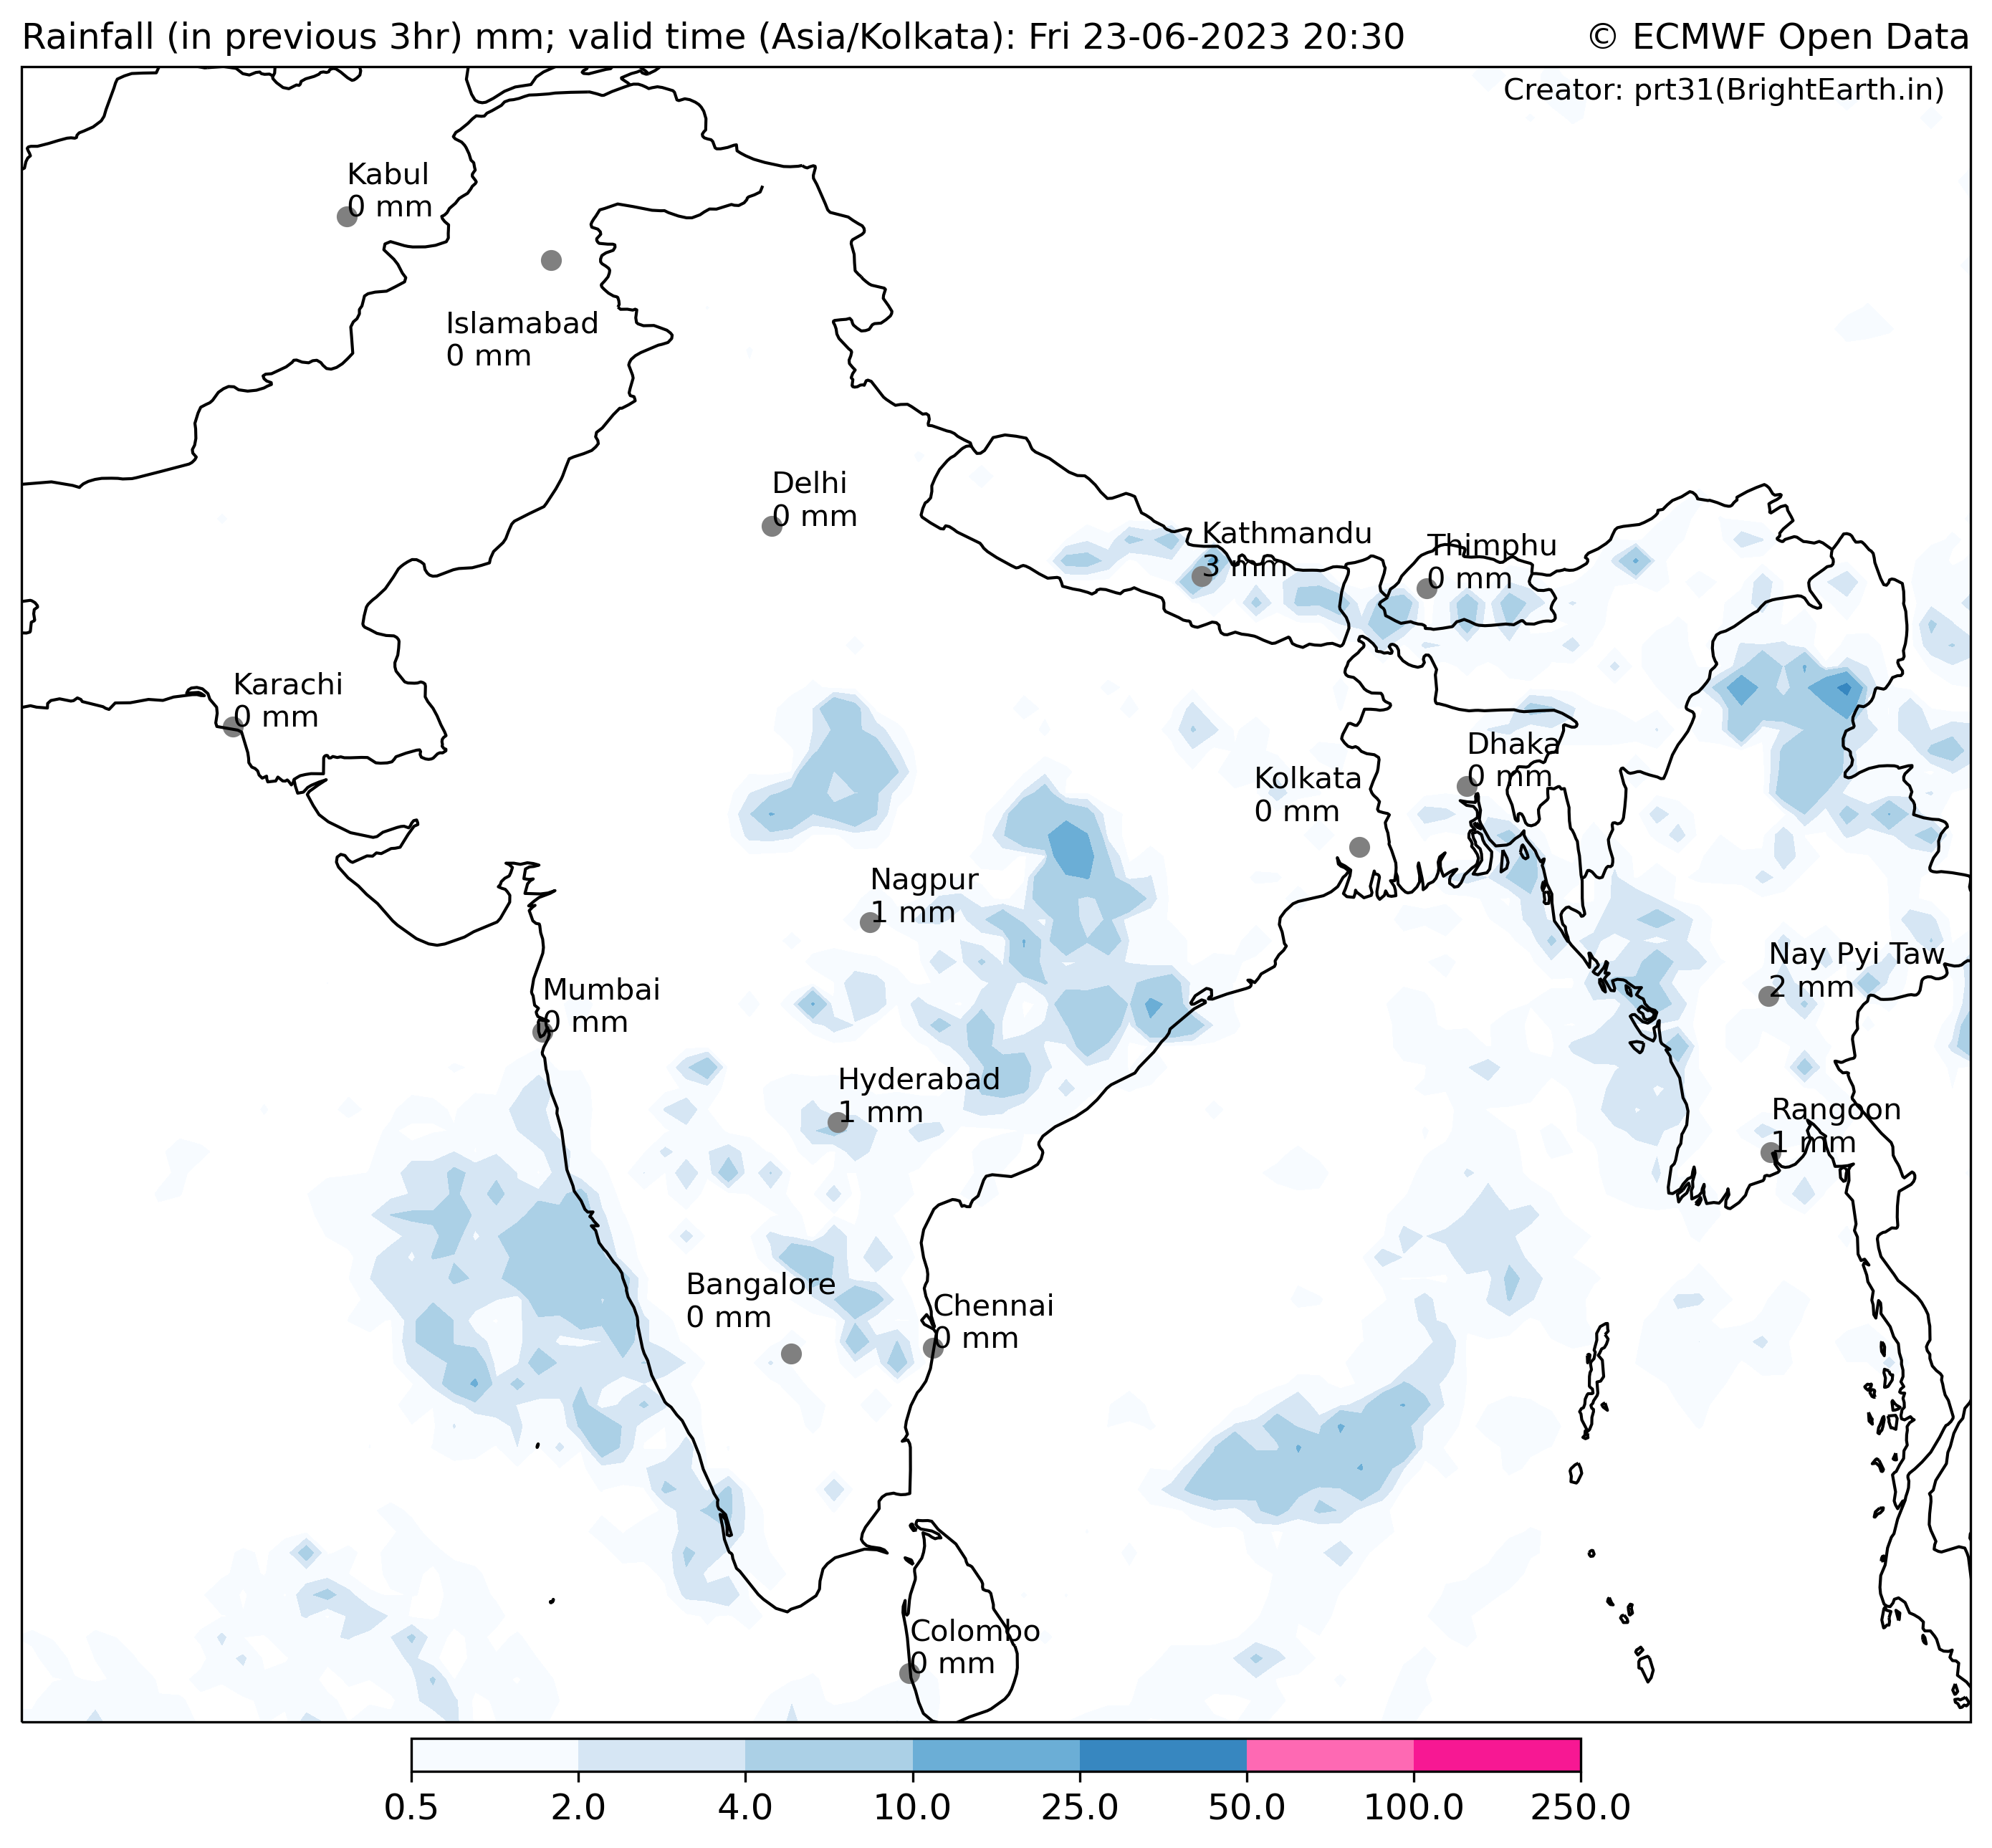 Rainfall (in previous 3hr) mm; valid time (Asia/Kolkata): Fri 23-06-2023 20:30
© ECMWF Open Data
Creator: prt31(BrightEarth.in)
Kabul
0 mm
Islamabad
0 mm
Delhi
0 mm
Kathmandu
3 mm
Thimphu
0 mm
Karachi
0 mm
Dhaka
0 mm
Kolkata
0 mm
Nagpur
1 mm
Nay Pyi Taw
2 mm
Mumbai
0 mm
Hyderabad
1 mm
Rangoon
1 mm
Bangalore
0 mm
Chennai
0 mm
Colombo
0 mm
0.5 2.0 4.0 10.0 25.0 50.0 100.0 250.0